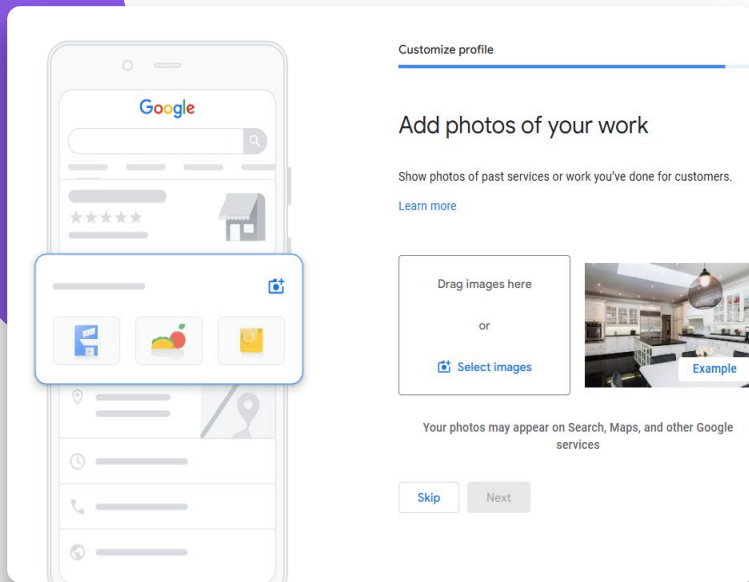 Customize profile
Google
Add photos of your work
Show photos of past services or work you've done for customers.
Learn more
Drag images here
or
Select images
Example
Your photos may appear on Search, Maps, and other Google
services
Skip
Next